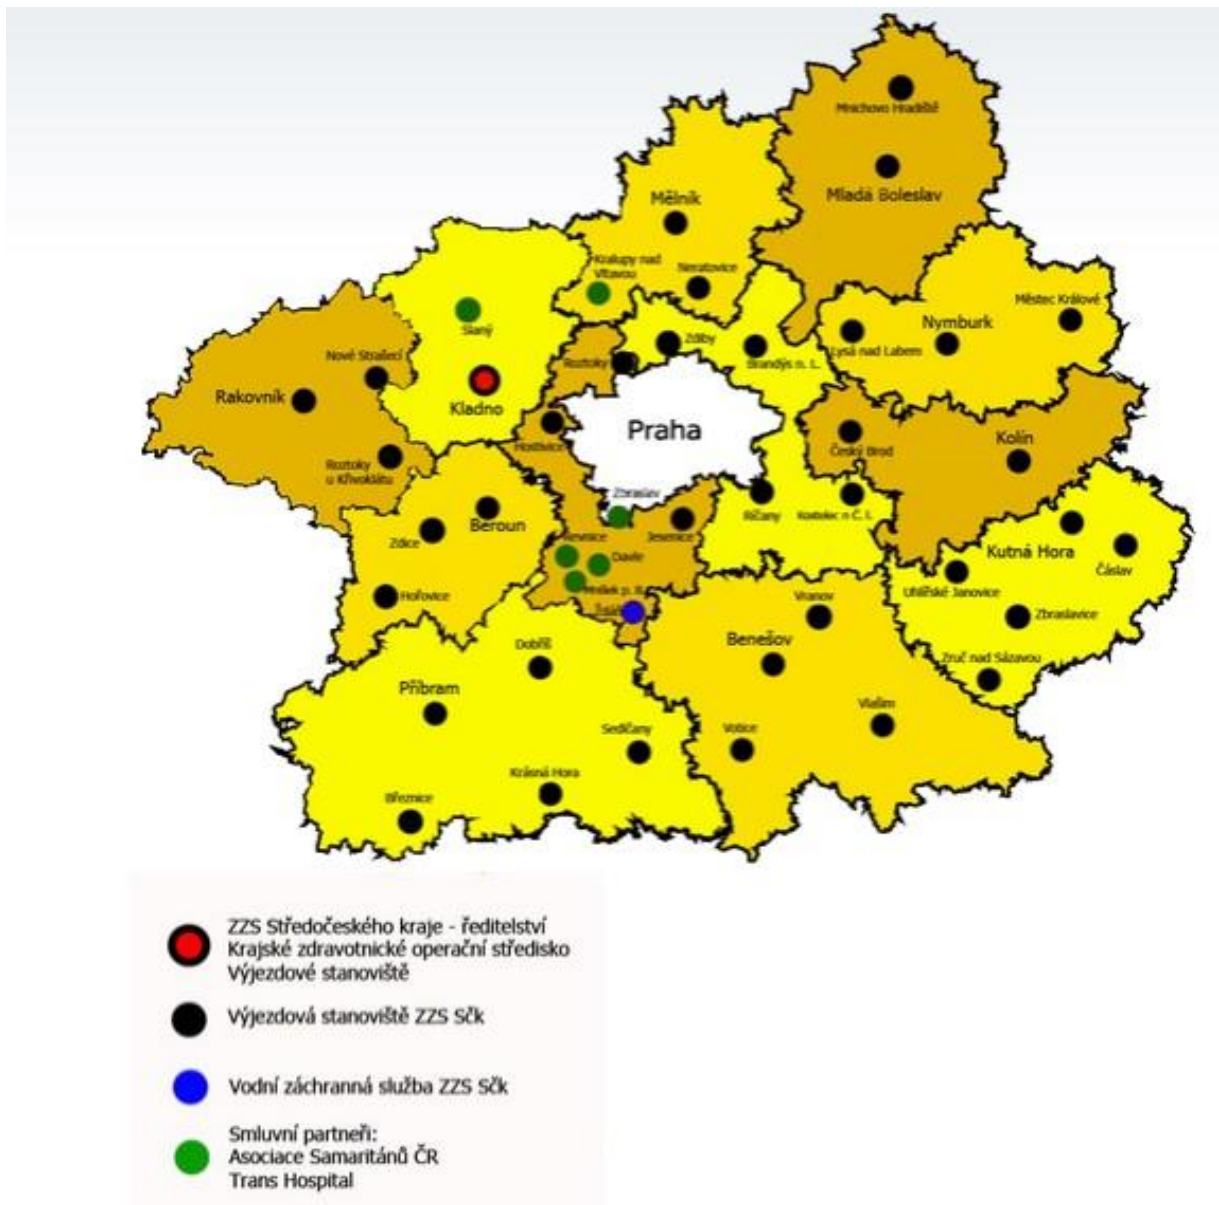 Mnichovo Hradiště
Mladá Boleslav
Mělník
Kralupy nad
Vltavou
Neratovice
Městec Králové
Nymburk
Lysá nad Labem
Slaný
Zdiby
Brandýs n. L.
Roztoky
Nové Strašecí
Rakovník
Kladno
Hostivice
Praha
Kolín
Český Brod
Roztoky
u Křivoklátu
Zbraslav
Říčany
Kostelec n Č. l.
Beroun
Zdice
Řevnice
Jesenice
Davle
Kutná Hora
Čáslav
Uhlířské Janovice
Hořovice
Mníšek p. B.
Vranov
Zbraslavice
Benešov
Dobříš
Zruč nad Sázavou
Příbram
Vlašim
Sedlčany
Votice
Krásná Hora
Březnice
ZZS Středočeského kraje - ředitelství
Krajské zdravotnické operační středisko
Výjezdové stanoviště
Výjezdová stanoviště ZZS Sčk
Vodní záchranná služba ZZS Sčk
Smluvní partneři:
Asociace Samaritánů ČR
Trans Hospital